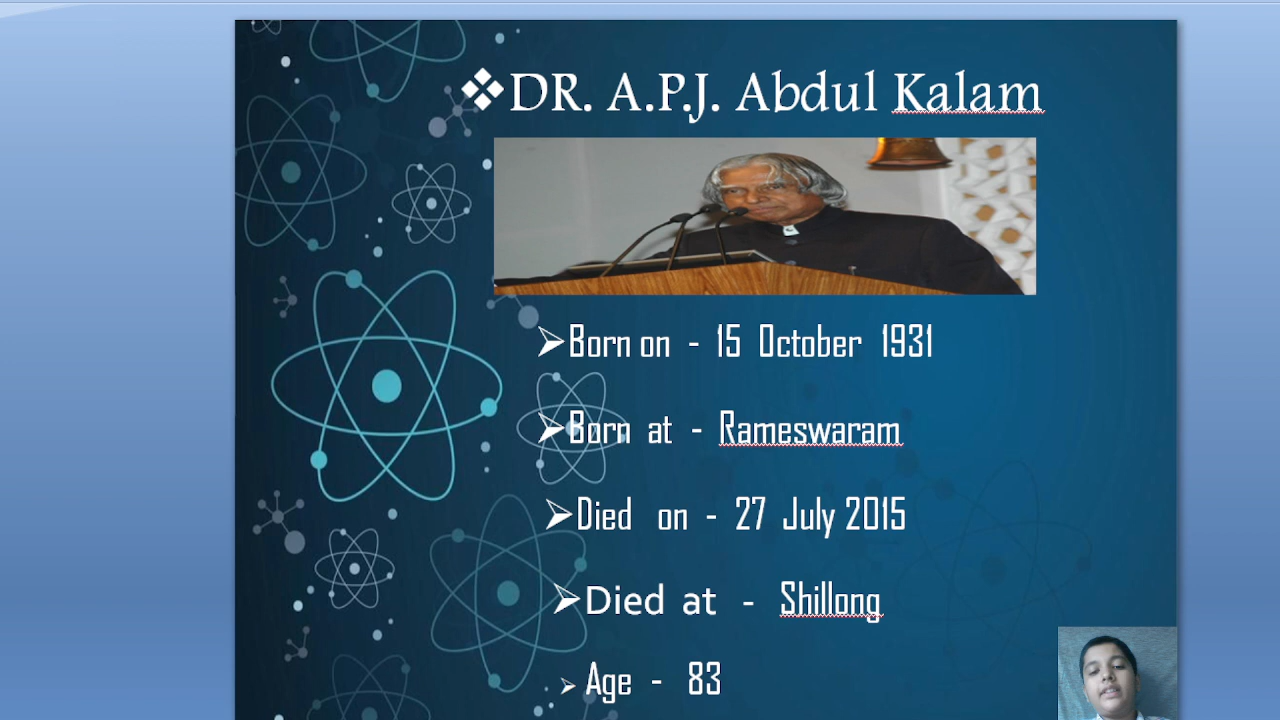 ❖DR. A.P.J. Abdul Kalam
➢Born on - 15 October 1931
➢Born at - Rameswaram
➢Died on - 27 July 2015
➢Died at - Shillong
➢Age - 83